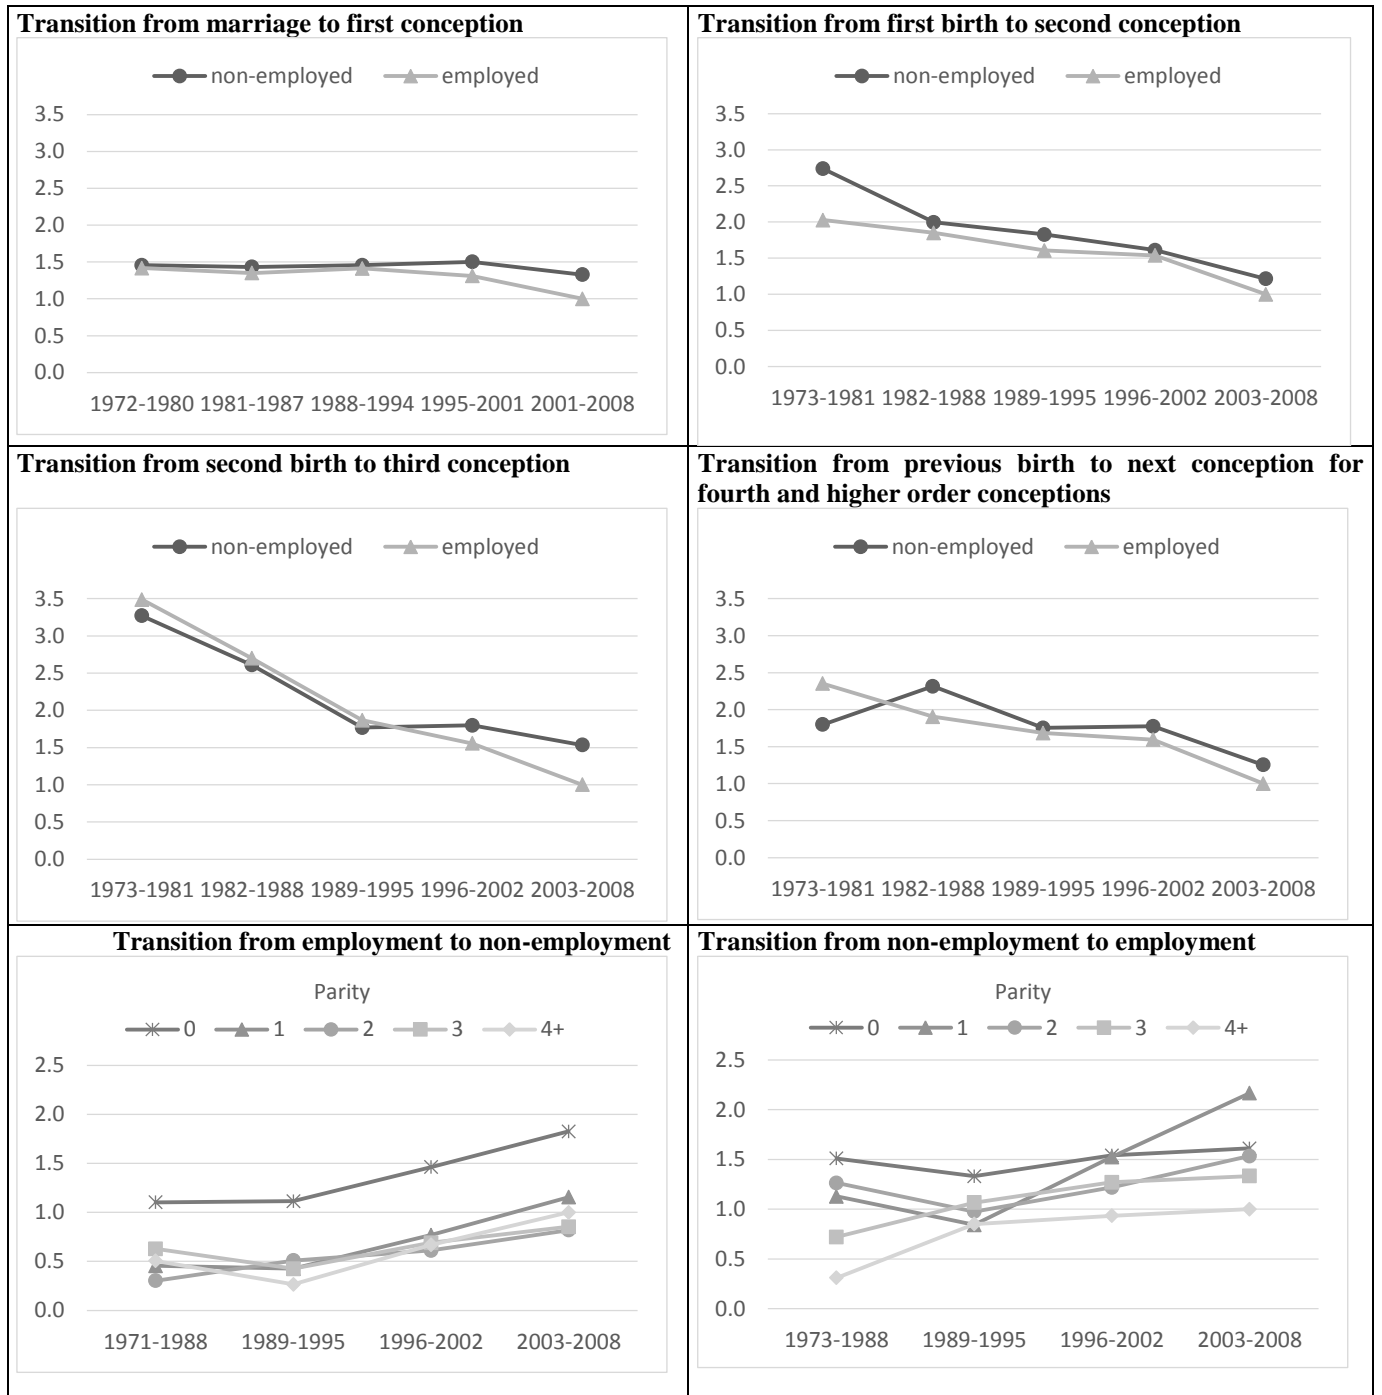 Transition from marriage to first conception
non-employed employed
3.5
3.0
2.5
2.0
1.5
1.0
0.5
0.0
1972-1980 1981-1987 1988-1994 1995-2001 2001-2008
Transition from first birth to second conception
non-employed employed
3.5
3.0
2.5
2.0
1.5
1.0
0.5
0.0
1973-1981 1982-1988 1989-1995 1996-2002 2003-2008
Transition from second birth to third conception
non-employed employed
3.5
3.0
2.5
2.0
1.5
1.0
0.5
0.0
1973-1981 1982-1988 1989-1995 1996-2002 2003-2008
Transition from previous birth to next conception for
fourth and higher order conceptions
non-employed employed
3.5
3.0
2.5
2.0
1.5
1.0
0.5
0.0
1973-1981 1982-1988 1989-1995 1996-2002 2003-2008
Transition from employment to non-employment
Parity
0 1 2 3 4+
2.5
2.0
1.5
1.0
0.5
0.0
1971-1988 1989-1995 1996-2002 2003-2008
Transition from non-employment to employment
Parity
0 1 2 3 4+
2.5
2.0
1.5
1.0
0.5
0.0
1973-1988 1989-1995 1996-2002 2003-2008